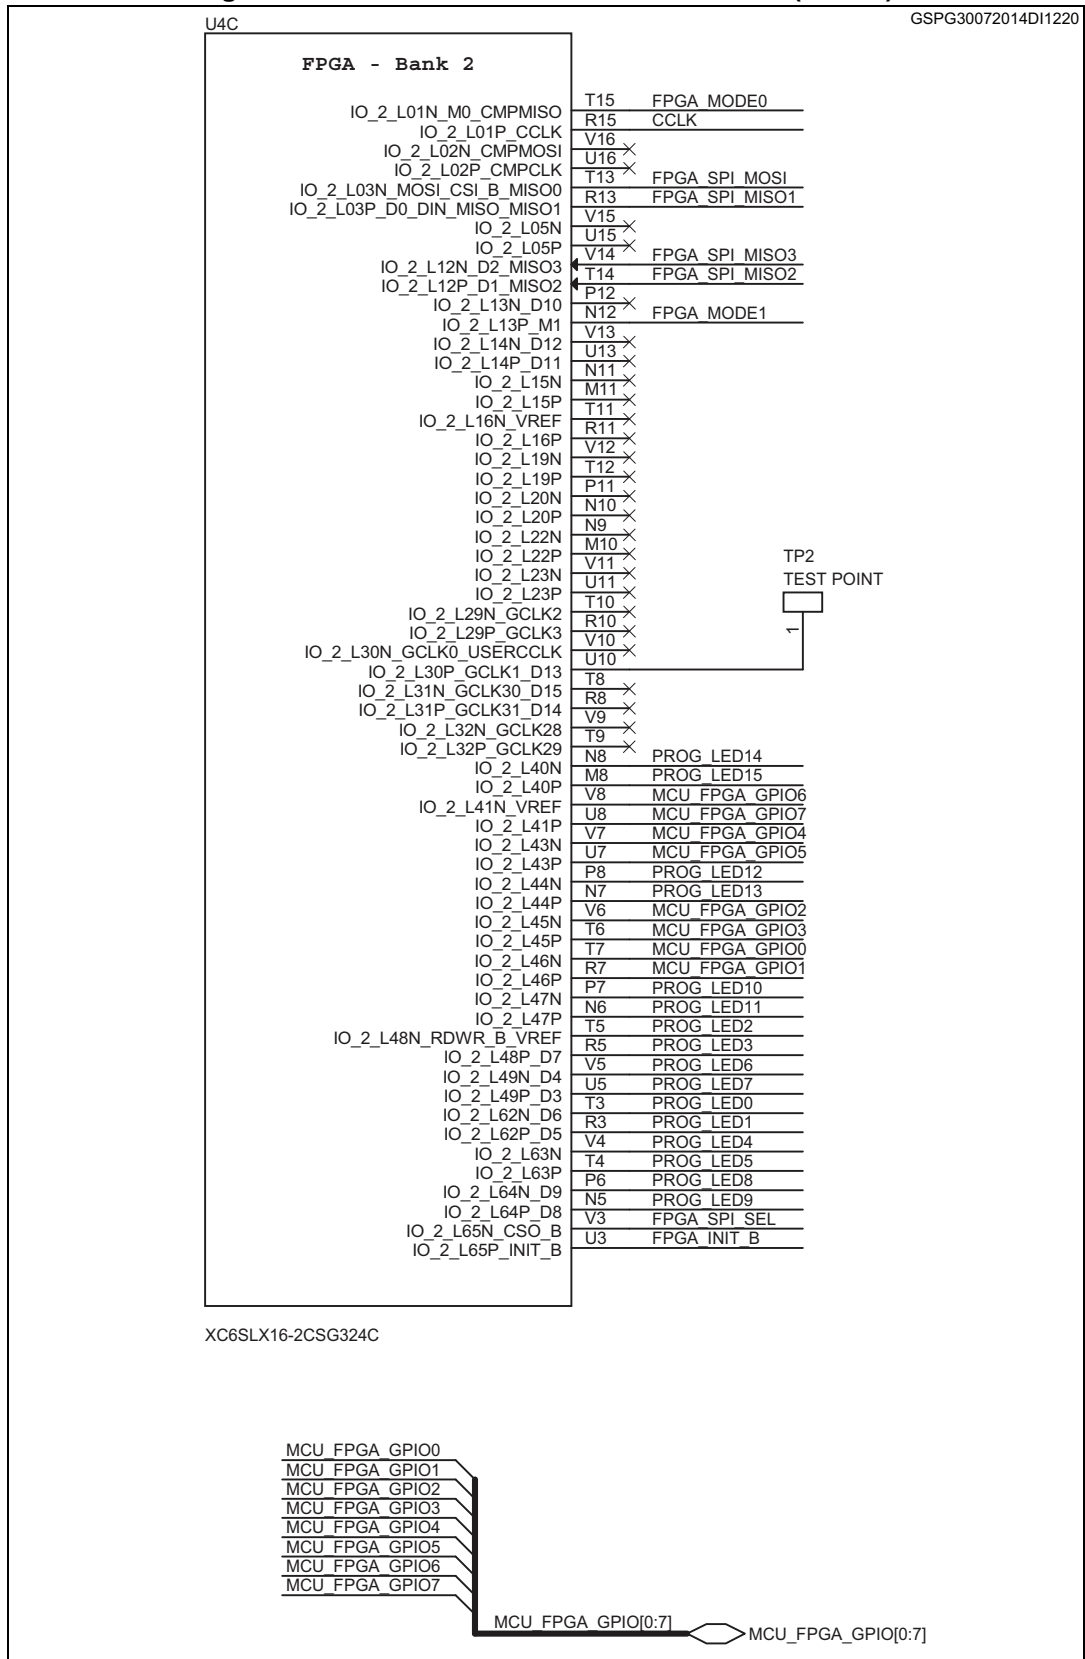 GSPG30072014DI1220
U4C
FPGA - Bank 2
IO_2_L01N_M0_CMPMISO T15 FPGA_MODE0
IO_2_L01P_CCLK R15 CCLK
IO_2_L02N_CMPMOSI V16
IO_2_L02P_CMPCLK U16
IO_2_L03N_MOSI_CSI_B_MISO0 T13 FPGA_SPI_MOSI
IO_2_L03P_D0_DIN_MISO_MISO1 R13 FPGA_SPI_MISO1
IO_2_L05N V15
IO_2_L05P U15
IO_2_L12N_D2_MISO3 V14 FPGA_SPI_MISO3
IO_2_L12P_D1_MISO2 T14 FPGA_SPI_MISO2
IO_2_L13N_D10 P12
IO_2_L13P_M1 N12 FPGA_MODE1
IO_2_L14N_D12 V13
IO_2_L14P_D11 U13
IO_2_L15N N11
IO_2_L15P M11
IO_2_L16N_VREF T11
IO_2_L16P R11
IO_2_L19N V12
IO_2_L19P T12
IO_2_L20N P11
IO_2_L20P N10
IO_2_L22N N9
IO_2_L22P M10
IO_2_L23N V11
IO_2_L23P U11
IO_2_L29N_GCLK2 T10
IO_2_L29P_GCLK3 R10
IO_2_L30N_GCLK0_USERCCLK V10
IO_2_L30P_GCLK1_D13 U10
TP2
TEST POINT
1
IO_2_L31N_GCLK30_D15 T8
IO_2_L31P_GCLK31_D14 R8
IO_2_L32N_GCLK28 V9
IO_2_L32P_GCLK29 T9
IO_2_L40N N8 PROG_LED14
IO_2_L40P M8 PROG_LED15
IO_2_L41N_VREF V8 MCU_FPGA_GPIO6
IO_2_L41P U8 MCU_FPGA_GPIO7
IO_2_L43N V7 MCU_FPGA_GPIO4
IO_2_L43P U7 MCU_FPGA_GPIO5
IO_2_L44N P8 PROG_LED12
IO_2_L44P N7 PROG_LED13
IO_2_L45N V6 MCU_FPGA_GPIO2
IO_2_L45P T6 MCU_FPGA_GPIO3
IO_2_L46N T7 MCU_FPGA_GPIO0
IO_2_L46P R7 MCU_FPGA_GPIO1
IO_2_L47N P7 PROG_LED10
IO_2_L47P N6 PROG_LED11
IO_2_L48N_RDWR_B_VREF T5 PROG_LED2
IO_2_L48P_D7 R5 PROG_LED3
IO_2_L49N_D4 V5 PROG_LED6
IO_2_L49P_D3 U5 PROG_LED7
IO_2_L62N_D6 T3 PROG_LED0
IO_2_L62P_D5 R3 PROG_LED1
IO_2_L63N V4 PROG_LED4
IO_2_L63P T4 PROG_LED5
IO_2_L64N_D9 P6 PROG_LED8
IO_2_L64P_D8 N5 PROG_LED9
IO_2_L65N_CSO_B V3 FPGA_SPI_SEL
IO_2_L65P_INIT_B U3 FPGA_INIT_B
XC6SLX16-2CSG324C
MCU_FPGA_GPIO0
MCU_FPGA_GPIO1
MCU_FPGA_GPIO2
MCU_FPGA_GPIO3
MCU_FPGA_GPIO4
MCU_FPGA_GPIO5
MCU_FPGA_GPIO6
MCU_FPGA_GPIO7
MCU_FPGA_GPIO[0:7] MCU_FPGA_GPIO[0:7]